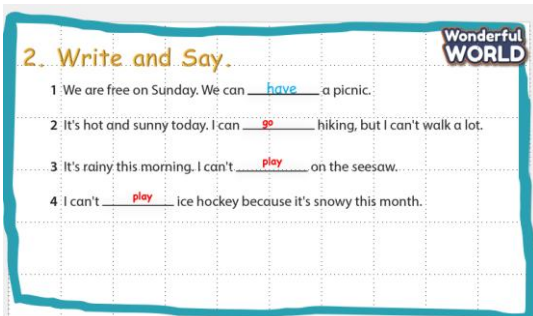 Wonderful
WORLD
2. Write and Say.
1 We are free on Sunday. We can have a picnic.
2 It's hot and sunny today. I can go hiking, but I can't walk a lot.
3 It's rainy this morning. I can't play on the seesaw.
4 I can't play ice hockey because it's snowy this month.